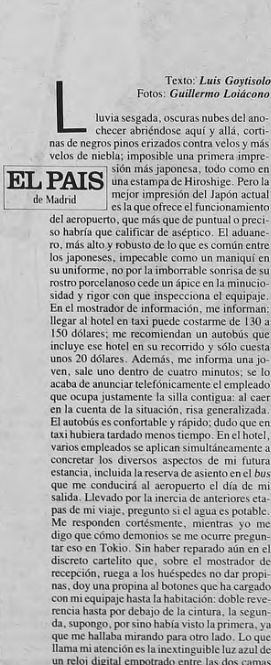 Texto: Luis Goytisolo
Fotos: Guillermo Loiácono
Lluvia sesgada, oscuras nubes del ano-
checer abriéndose aquí y allá, corti-
nas de negros pinos erizados contra velos y más
velos de niebla; imposible una primera impre-
sión más japonesa, todo como en
una estampa de Hiroshige. Pero la
mejor impresión del Japón actual
es la que ofrece el funcionamiento
EL PAIS
de Madrid
del aeropuerto, que más que de puntual o preci-
so habría que calificar de aséptico. El aduane-
ro, más alto y robusto de lo que es común entre
los japoneses, impecable como un maniquí en
su uniforme, no por la imborrable sonrisa de su
rostro porcelanoso cede un ápice en la minucio-
sidad y rigor con que inspecciona el equipaje.
En el mostrador de información, me informan:
llegar al hotel en taxi puede costarme de 130 a
150 dólares; me recomiendan un autobús que
incluye ese hotel en su recorrido y sólo cuesta
unos 20 dólares. Además, me informa una jo-
ven, sale uno dentro de cuatro minutos; se lo
acaba de anunciar telefónicamente el empleado
que ocupa justamente la silla contigua: al caer
en la cuenta de la situación, risa generalizada.
El autobús es confortable y rápido; dudo que en
taxi hubiera tardado menos tiempo. En el hotel,
varios empleados se aplican simultáneamente a
concretar los diversos aspectos de mi futura
estancia, incluida la reserva de asiento en el bus
que me conducirá al aeropuerto el día de mi
salida. Llevado por la inercia de anteriores eta-
pas de mi viaje, pregunto si el agua es potable.
Me responden cortésmente, mientras yo me
digo que cómo demonios se me ocurre pregun-
tar eso en Tokio. Sin haber reparado aún en el
discreto cartelito que, sobre el mostrador de
recepción, ruega a los huéspedes no dar propi-
nas, doy una propina al botones que ha cargado
con mi equipaje hasta la habitación: doble reve-
rencia hasta por debajo de la cintura, la segun-
da, supongo, por sino había visto la primera, ya
que me hallaba mirando para otro lado. Lo que
llama mi atención es la inextinguible luz azul de
un reloj digital empotrado entre las dos camas